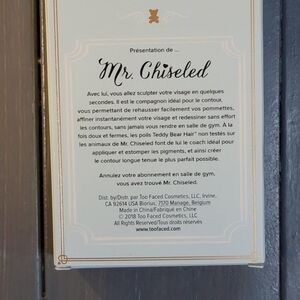 Présentation de ...
Mr. Chiseled
Avec lui, vous allez sculpter votre visage en quelques
secondes. Il est le compagnon idéal pour le contour,
vous permettant de rehausser facilement vos pommettes,
affiner instantanément votre visage et redessiner sans effort
les contours, sans jamais vous rendre en salle de gym. À la
fois doux et fermes, les poils Teddy Bear Hair™ non testés sur
les animaux de Mr. Chiseled font de lui le coach idéal pour
appliquer et estomper les pigments, et ainsi créer
le contour longue tenue le plus parfait possible.
Annulez votre abonnement en salle de gym,
vous avez trouvé Mr. Chiseled.
Dist. by/Dist. par Too Faced Cosmetics, LLC, Irvine,
CA 92614 USA Biorius, 7170 Manage, Belgium
Made in China/Fabriqué en Chine
© 2018 Too Faced Cosmetics, LLC
All Rights Reserved/Tous droits réservés
www.toofaced.com